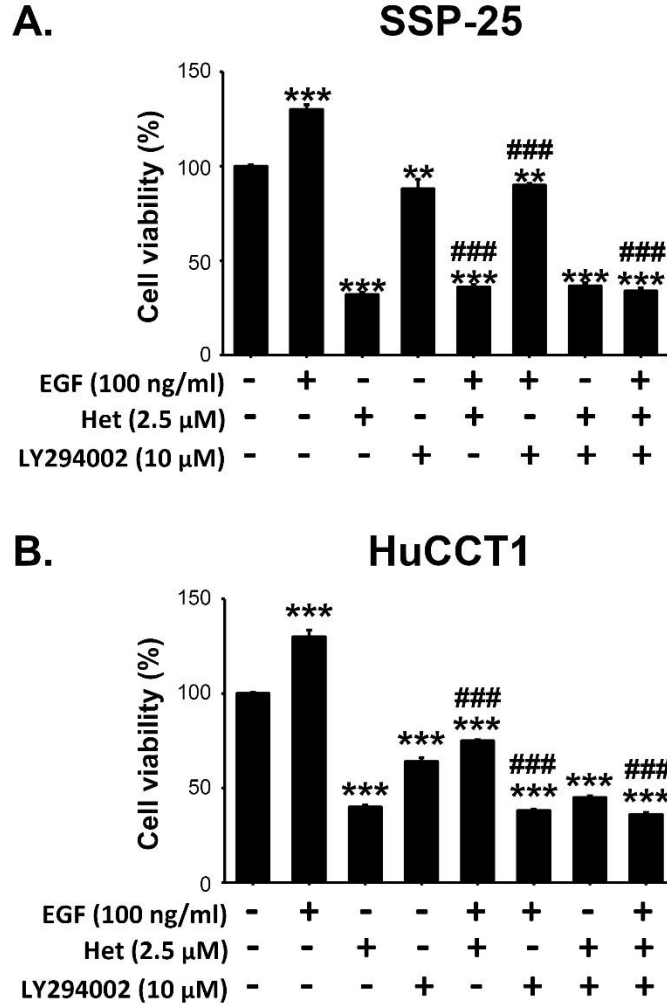 A. SSP-25
Cell viability (%)
150
100
50
0
***
***
**
###
***
###
**
***
###
***
EGF (100 ng/ml) - + - - + + - +
Het (2.5 µM) - - + - + - + +
LY294002 (10 µM) - - - + - + + +
B. HuCCT1
Cell viability (%)
150
100
50
0
***
***
***
###
***
###
***
***
###
***
EGF (100 ng/ml) - + - - + + - +
Het (2.5 µM) - - + - + - + +
LY294002 (10 µM) - - - + - + + +